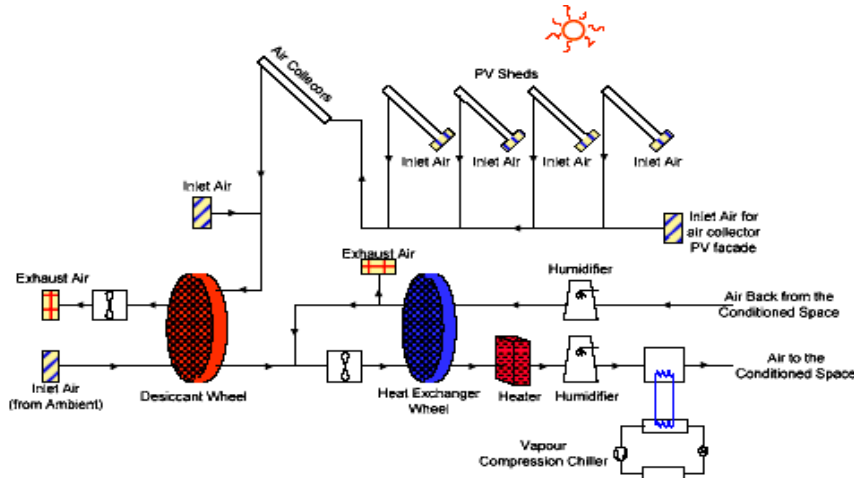 PV Sheds
Air Collecors
Inlet Air
Inlet Air
Inlet Air
Inlet Air
Inlet Air
Inlet Air for
air collector
PV facade
Exhaust Air
Humidifier
Exhaust Air
Air Back from the
Conditioned Space
Air to the
Conditioned Space
Inlet Air
(from Ambient)
Desiccant Wheel
Heat Exchanger
Wheel
Heater
Humidifier
Vapour
Compression Chiller